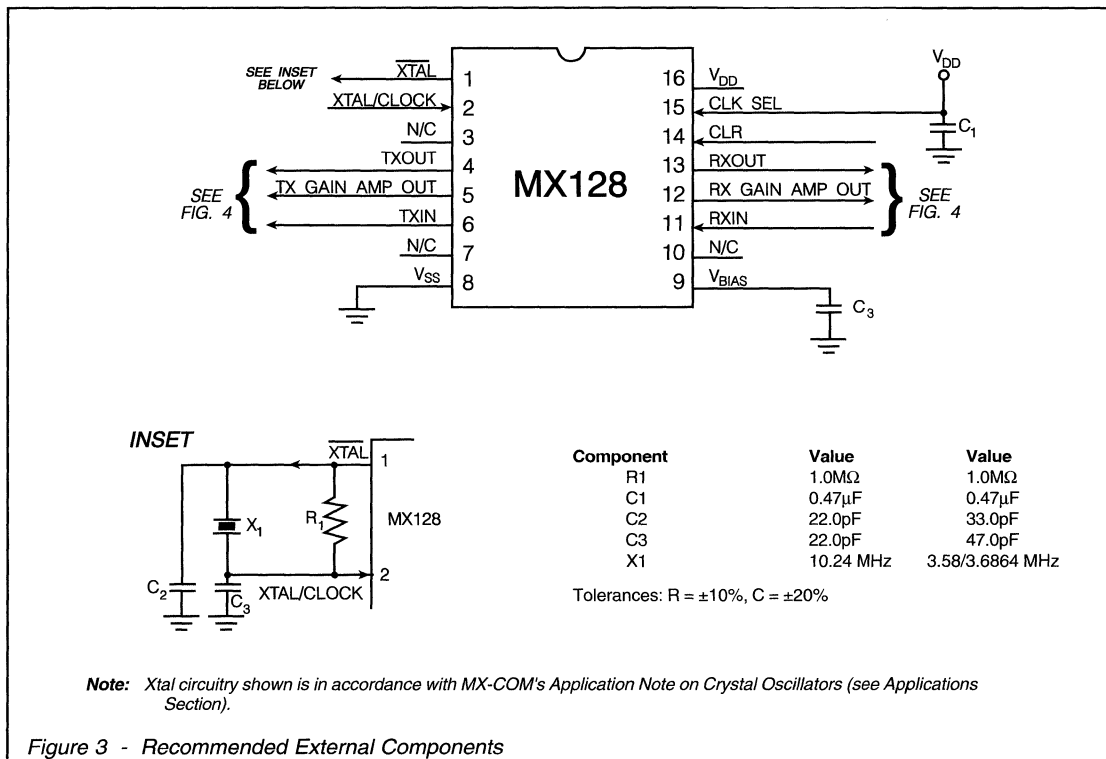 SEE INSET BELOW
XTAL
1
XTAL/CLOCK
2
N/C
3
TXOUT
4
TX GAIN AMP OUT
5
TXIN
6
N/C
7
VSS
8
SEE FIG. 4
MX128
16
VDD
15
CLK SEL
14
CLR
13
RXOUT
12
RX GAIN AMP OUT
11
RXIN
10
N/C
9
VBIAS
VDD
C1
SEE FIG. 4
C3
INSET
XTAL
1
X1
R1
MX128
2
XTAL/CLOCK
C2
C3
Component Value Value
R1 1.0MΩ 1.0MΩ
C1 0.47µF 0.47µF
C2 22.0pF 33.0pF
C3 22.0pF 47.0pF
X1 10.24 MHz 3.58/3.6864 MHz
Tolerances: R = ±10%, C = ±20%
Note: Xtal circuitry shown is in accordance with MX-COM's Application Note on Crystal Oscillators (see Applications
Section).
Figure 3 - Recommended External Components